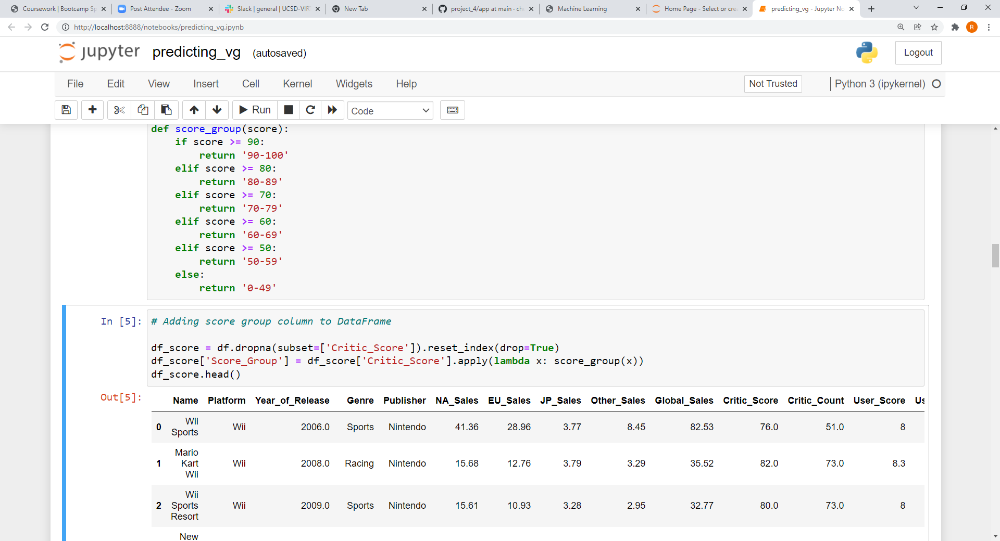 Coursework | Bootcamp Sp
Post Attendee - Zoom
Slack | general | UCSD-VIR
New Tab
project_4/app at main · ch
Machine Learning
Home Page - Select or crea
predicting_vg - Jupyter No
http://localhost:8888/notebooks/predicting_vg.ipynb
R
jupyter predicting_vg (autosaved)
Logout
File Edit View Insert Cell Kernel Widgets Help
Not Trusted
Python 3 (ipykernel)
Run
Code
def score_group(score):
    if score >= 90:
        return '90-100'
    elif score >= 80:
        return '80-89'
    elif score >= 70:
        return '70-79'
    elif score >= 60:
        return '60-69'
    elif score >= 50:
        return '50-59'
    else:
        return '0-49'
In [5]:
# Adding score group column to DataFrame
df_score = df.dropna(subset=['Critic_Score']).reset_index(drop=True)
df_score['Score_Group'] = df_score['Critic_Score'].apply(lambda x: score_group(x))
df_score.head()
Out[5]:
Name Platform Year_of_Release Genre Publisher NA_Sales EU_Sales JP_Sales Other_Sales Global_Sales Critic_Score Critic_Count User_Score Us
0 Wii Sports Wii 2006.0 Sports Nintendo 41.36 28.96 3.77 8.45 82.53 76.0 51.0 8
1 Mario Kart Wii Wii 2008.0 Racing Nintendo 15.68 12.76 3.79 3.29 35.52 82.0 73.0 8.3
2 Wii Sports Resort Wii 2009.0 Sports Nintendo 15.61 10.93 3.28 2.95 32.77 80.0 73.0 8
New